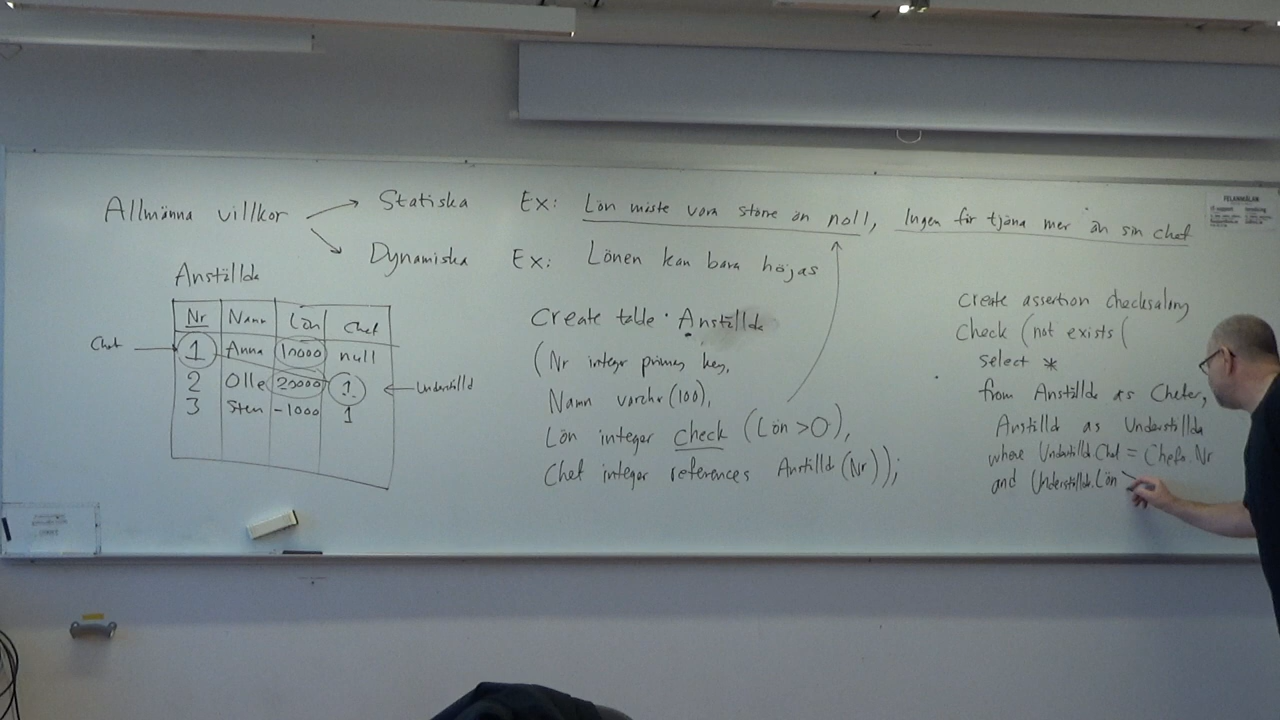 Allmänna villkor
Statiska
Ex: Lön måste vara större än noll, Ingen får tjäna mer än sin chef
Dynamiska
Ex: Lönen kan bara höjas
Anställda
Nr Namn Lön Chef
1 Anna 10000 null
2 Olle 20000 1
3 Sten -1000 1
Chef
Underställd
Create table Anställda
(Nr integer primary key,
Namn varchar(100),
Lön integer check (Lön >0),
Chef integer references Anställd(Nr));
Create assertion checksalary
Check (not exists(
select *
from Anställda as Chefer,
Anställd as Underställda
where Underställd.Chef = Chefer.Nr
and Underställda.Lön
FELANMÄLAN